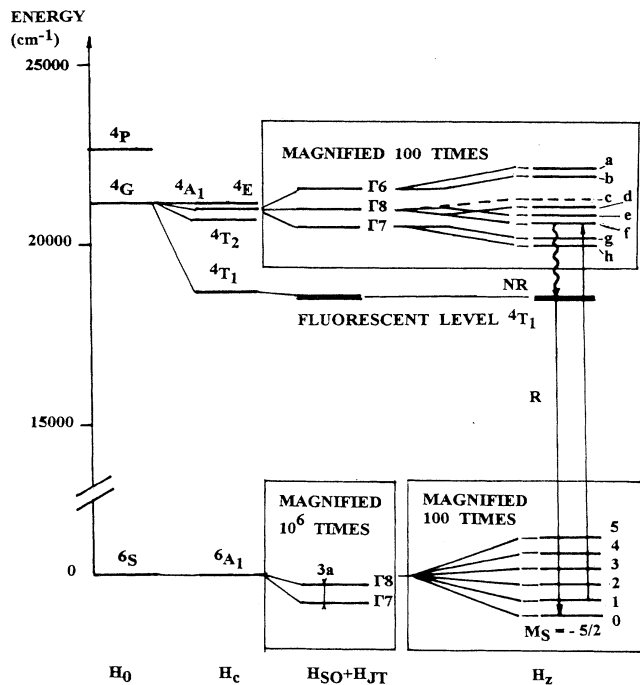 ENERGY
(cm-1)
25000
4P
4G
4A1
4E
MAGNIFIED 100 TIMES
Γ6
Γ8
Γ7
a
b
c
d
e
f
g
h
20000
4T2
4T1
NR
FLUORESCENT LEVEL 4T1
R
15000
MAGNIFIED
10^6 TIMES
3a
Γ8
Γ7
MAGNIFIED
100 TIMES
5
4
3
2
1
0
MS = - 5/2
0
6S
6A1
H0
Hc
HSO+HJT
Hz